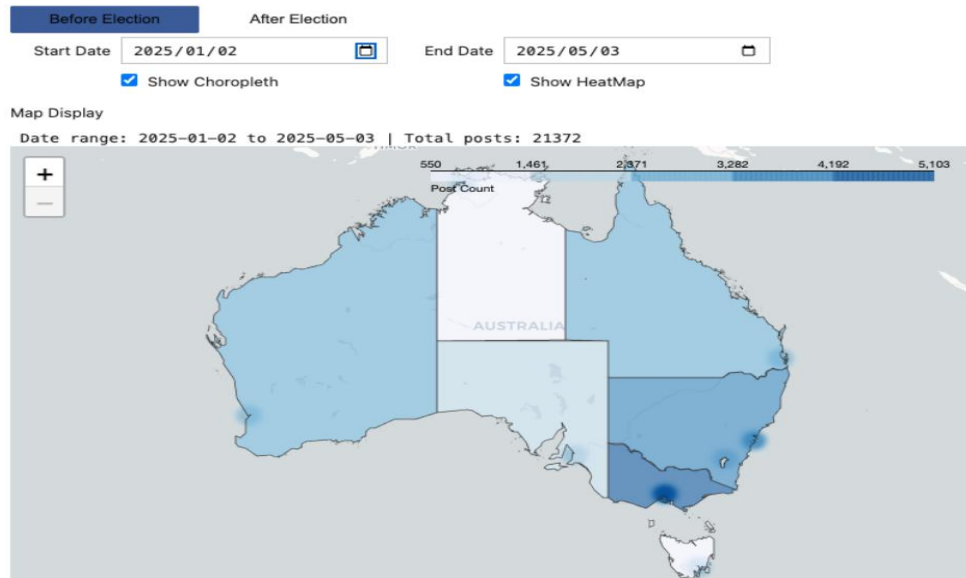 Before Election After Election
Start Date 2025/01/02 End Date 2025/05/03
Show Choropleth Show HeatMap
Map Display
Date range: 2025-01-02 to 2025-05-03 | Total posts: 21372
+
−
550 1,461 2,371 3,282 4,192 5,103
Post Count
AUSTRALIA